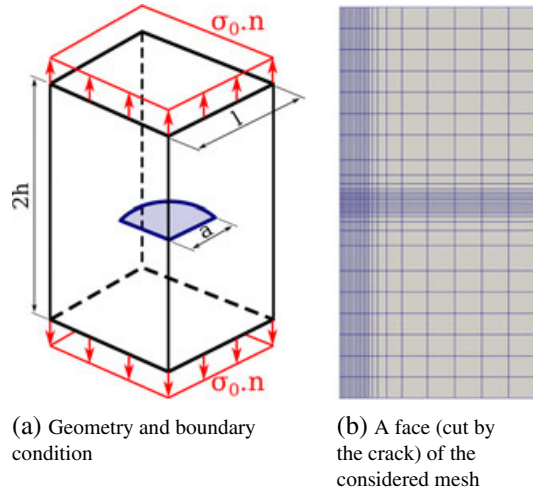 σ₀.n
l
2h
a
σ₀.n
(a) Geometry and boundary
condition
(b) A face (cut by
the crack) of the
considered mesh